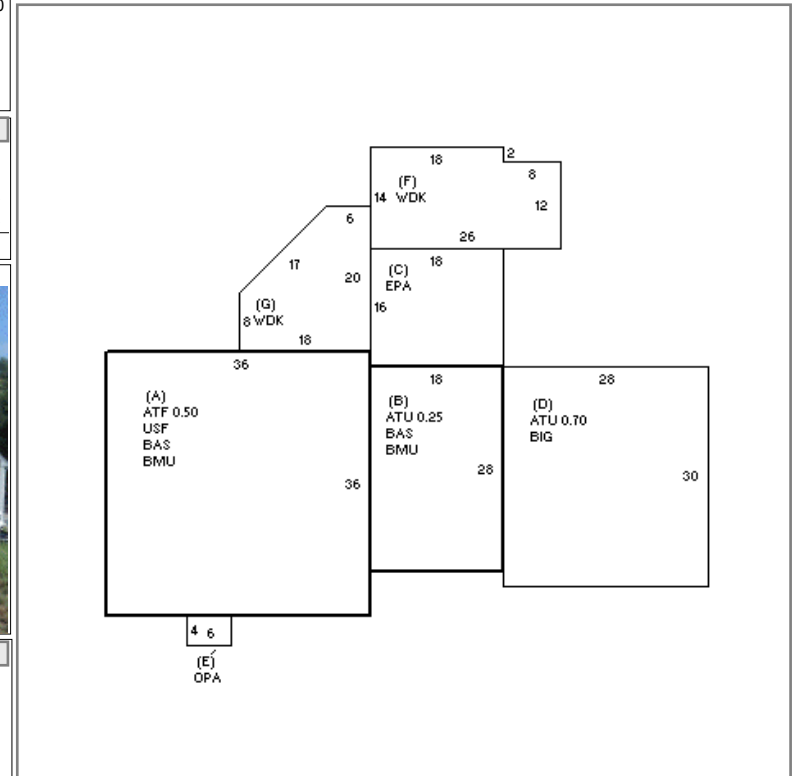 18
2
8
(F)
WDK
14
12
6
26
17
20
(C)
EPA
18
16
(G)
WDK
8
18
36
(A)
ATF 0.50
USF
BAS
BMU
36
18
(B)
ATU 0.25
BAS
BMU
28
28
(D)
ATU 0.70
BIG
30
4
6
(E)
OPA